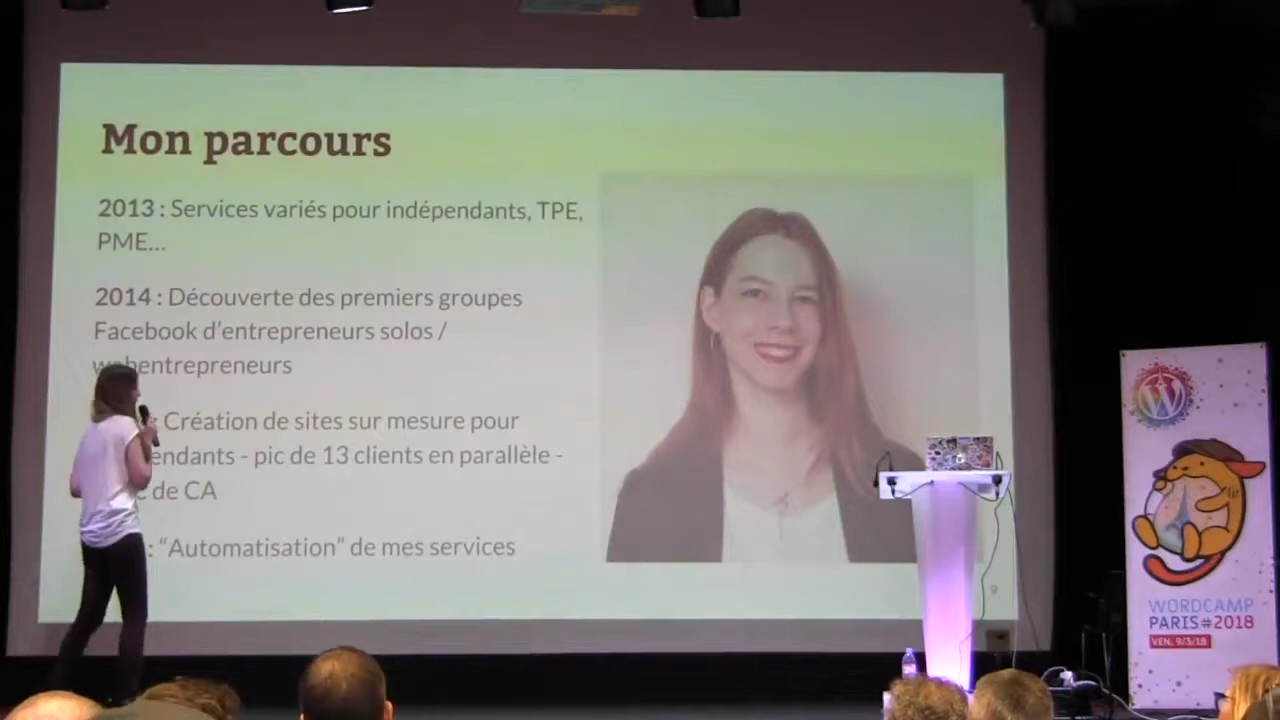 Mon parcours
2013 : Services variés pour indépendants, TPE,
PME...
2014 : Découverte des premiers groupes
Facebook d'entrepreneurs solos /
webentrepreneurs
: Création de sites sur mesure pour
endants - pic de 13 clients en parallèle -
de CA
: “Automatisation” de mes services
9
WORDCAMP
PARIS#2018
VEN. 9/3/18